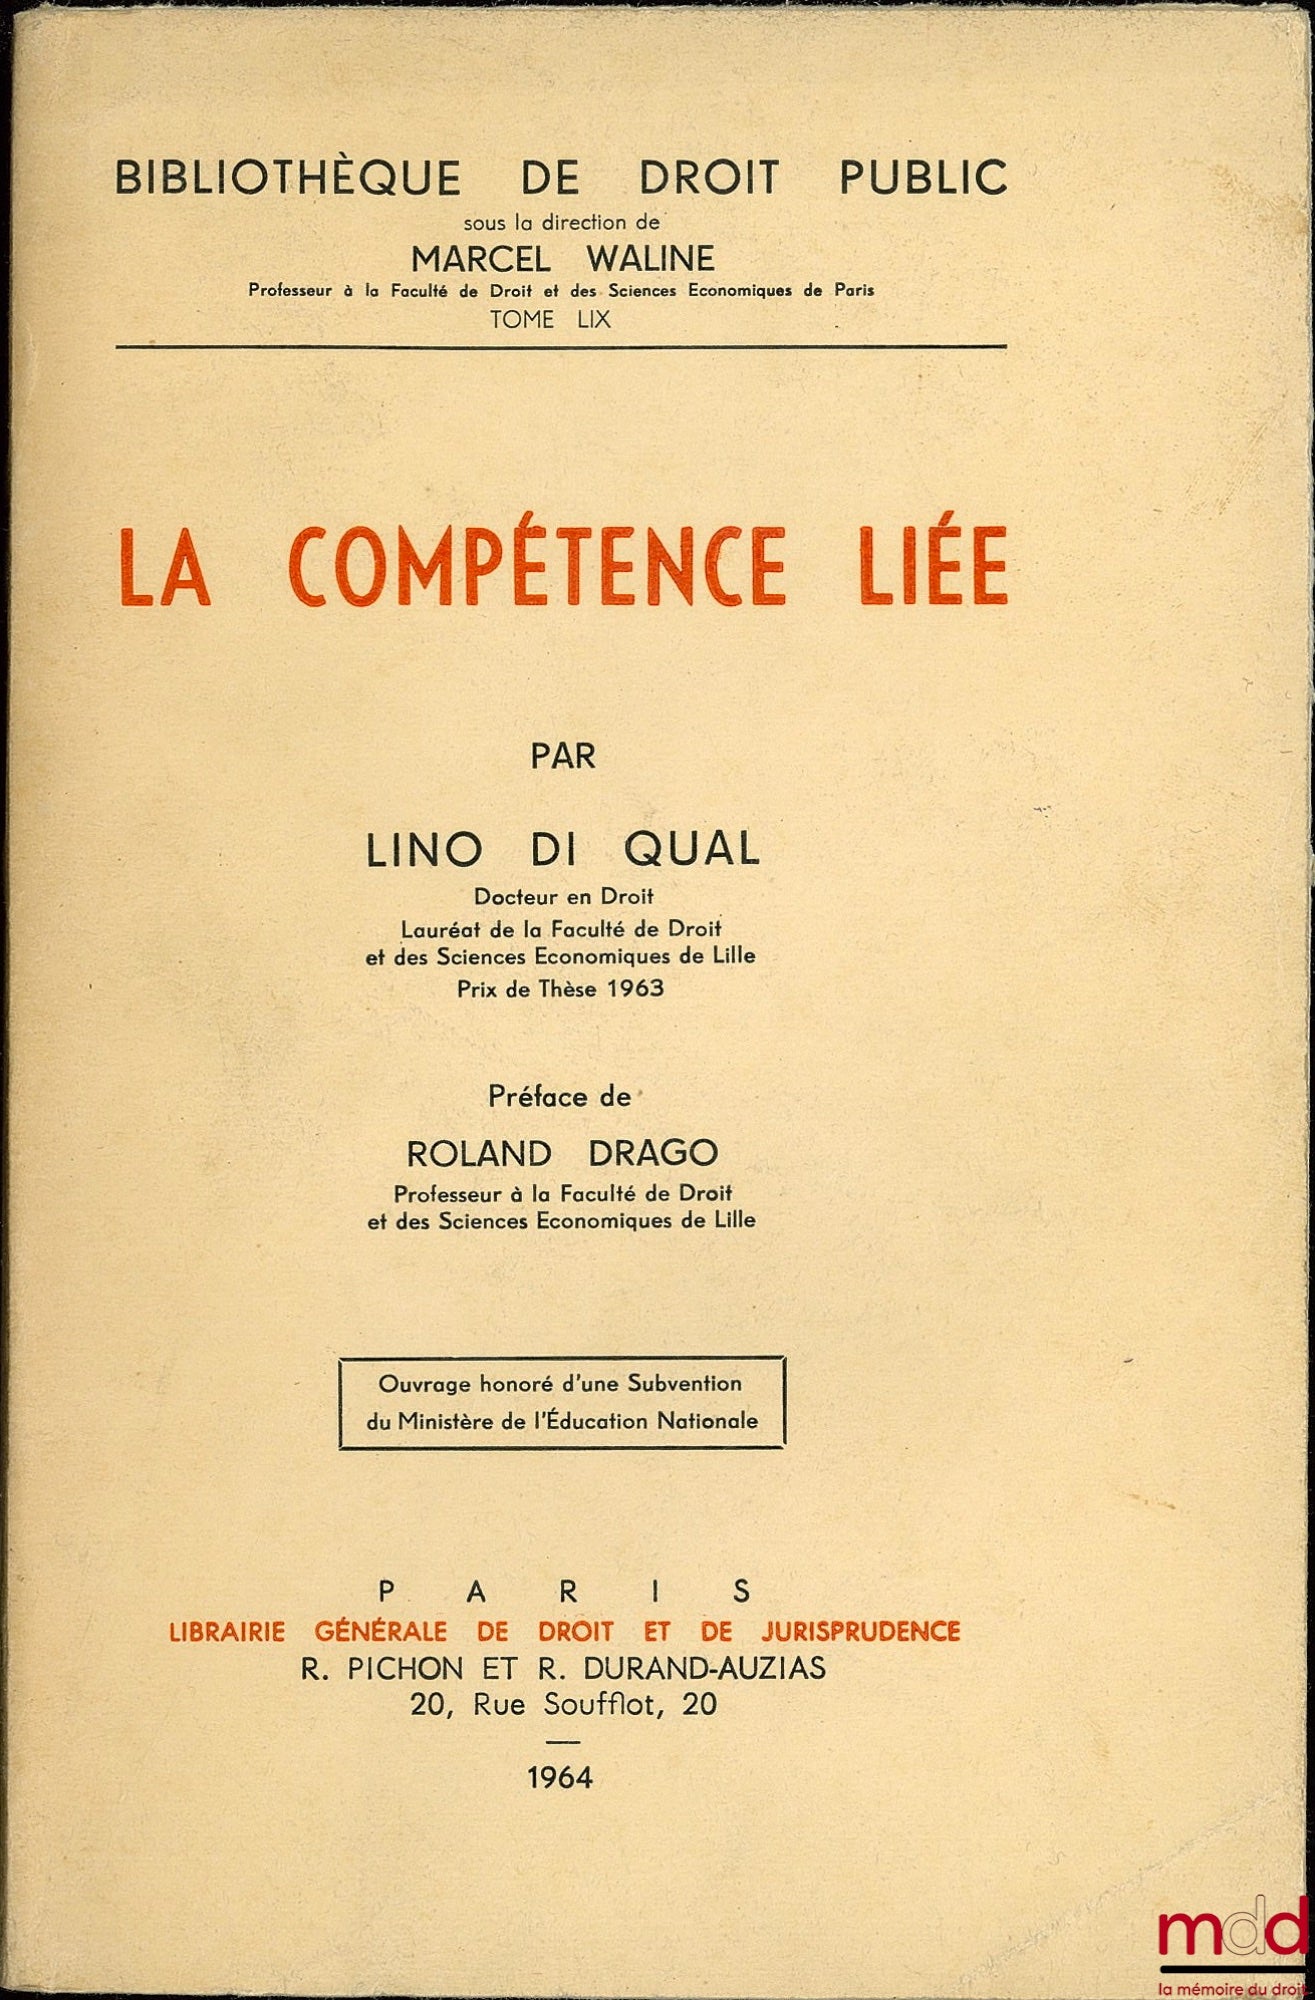 BIBLIOTHÈQUE DE DROIT PUBLIC
sous la direction de
MARCEL WALINE
Professeur à la Faculté de Droit et des Sciences Economiques de Paris
TOME LIX
LA COMPÉTENCE LIÉE
PAR
LINO DI QUAL
Docteur en Droit
Lauréat de la Faculté de Droit
et des Sciences Economiques de Lille
Prix de Thèse 1963
Préface de
ROLAND DRAGO
Professeur à la Faculté de Droit
et des Sciences Economiques de Lille
Ouvrage honoré d'une Subvention
du Ministère de l'Éducation Nationale
PARIS
LIBRAIRIE GÉNÉRALE DE DROIT ET DE JURISPRUDENCE
R. PICHON ET R. DURAND-AUZIAS
20, Rue Soufflot, 20
1964
mdd
la mémoire du droit